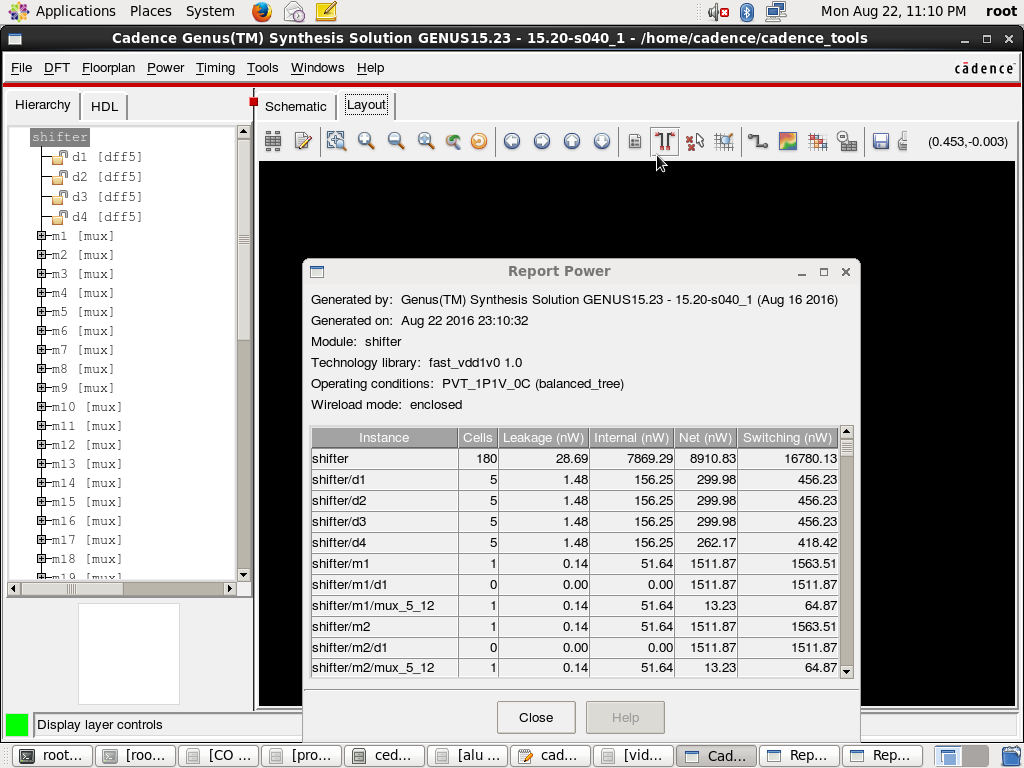 Applications Places System Mon Aug 22, 11:10 PM root
Cadence Genus(TM) Synthesis Solution GENUS15.23 - 15.20-s040_1 - /home/cadence/cadence_tools
File DFT Floorplan Power Timing Tools Windows Help cādence
Hierarchy HDL Schematic Layout
(0.453,-0.003)
shifter
d1 [dff5]
d2 [dff5]
d3 [dff5]
d4 [dff5]
m1 [mux]
m2 [mux]
m3 [mux]
m4 [mux]
m5 [mux]
m6 [mux]
m7 [mux]
m8 [mux]
m9 [mux]
m10 [mux]
m11 [mux]
m12 [mux]
m13 [mux]
m14 [mux]
m15 [mux]
m16 [mux]
m17 [mux]
m18 [mux]
m19 [mux]
Report Power
Generated by: Genus(TM) Synthesis Solution GENUS15.23 - 15.20-s040_1 (Aug 16 2016)
Generated on: Aug 22 2016 23:10:32
Module: shifter
Technology library: fast_vdd1v0 1.0
Operating conditions: PVT_1P1V_0C (balanced_tree)
Wireload mode: enclosed
Instance Cells Leakage (nW) Internal (nW) Net (nW) Switching (nW)
shifter 180 28.69 7869.29 8910.83 16780.13
shifter/d1 5 1.48 156.25 299.98 456.23
shifter/d2 5 1.48 156.25 299.98 456.23
shifter/d3 5 1.48 156.25 299.98 456.23
shifter/d4 5 1.48 156.25 262.17 418.42
shifter/m1 1 0.14 51.64 1511.87 1563.51
shifter/m1/d1 0 0.00 0.00 1511.87 1511.87
shifter/m1/mux_5_12 1 0.14 51.64 13.23 64.87
shifter/m2 1 0.14 51.64 1511.87 1563.51
shifter/m2/d1 0 0.00 0.00 1511.87 1511.87
shifter/m2/mux_5_12 1 0.14 51.64 13.23 64.87
Close Help
Display layer controls
root... [roo... [CO ... [pro... ced... [alu ... cad... [vid... Cad... Rep... Rep...